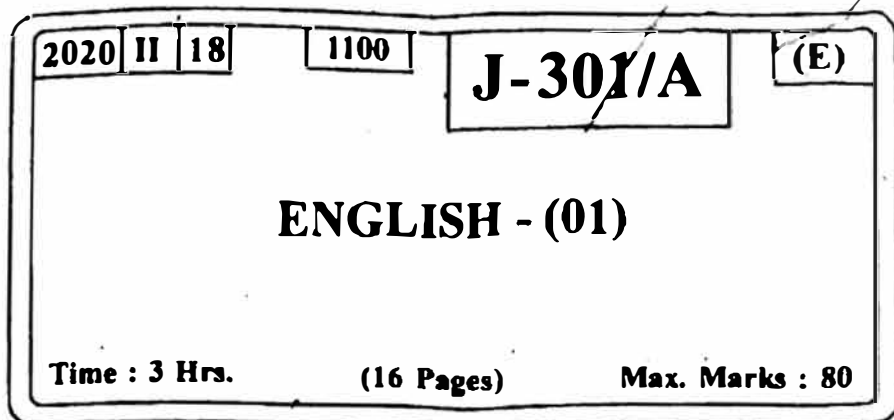 2020 II 18 1100 J-301/A (E)
ENGLISH - (01)
Time : 3 Hrs. (16 Pages) Max. Marks : 80